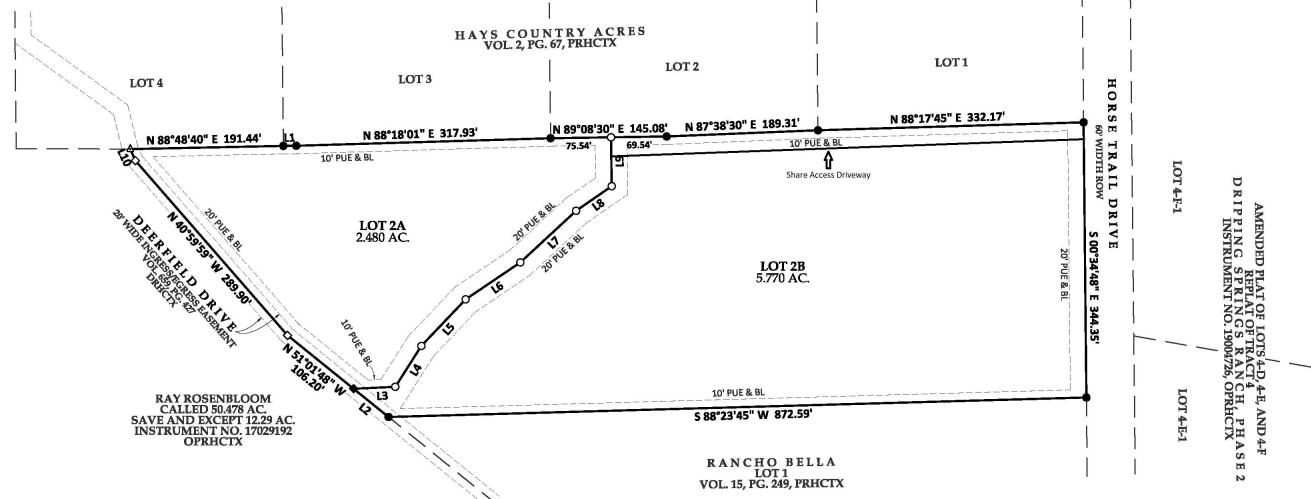 HAYS COUNTRY ACRES
VOL. 2, PG. 67, PRHCTX
LOT 4
LOT 3
LOT 2
LOT 1
N 88°48'40" E 191.44'
L1
N 88°18'01" E 317.93'
N 89°08'30" E 145.08'
N 87°38'30" E 189.31'
N 88°17'45" E 332.17'
75.54'
69.54'
10' PUE & BL
10' PUE & BL
Share Access Driveway
L10
L9
L8
L7
L6
L5
L4
L3
L2
20' PUE & BL
20' PUE & BL
20' PUE & BL
10' PUE & BL
LOT 2A
2.480 AC.
LOT 2B
5.770 AC.
N 40°59'59" W 289.90'
DEERFIELD DRIVE
20' WIDE INGRESS/EGRESS EASEMENT
VOL. 659, PG. 427
DRHCTX
N 51°01'48" W
106.20'
RAY ROSENBLOOM
CALLED 50.478 AC.
SAVE AND EXCEPT 12.29 AC.
INSTRUMENT NO. 17029192
OPRHCTX
10' PUE & BL
S 88°23'45" W 872.59'
20' PUE & BL
S 00°34'48" E 344.35'
HORSE TRAIL DRIVE
60' WIDTH ROW
RANCHO BELLA
LOT 1
VOL. 15, PG. 249, PRHCTX
LOT 4-F-1
LOT 4-E-1
AMENDED PLAT OF LOTS 4-D, 4-E, AND 4-F
REPLAT OF TRACT 4
DRIPPING SPRINGS RANCH, PHASE 2
INSTRUMENT NO. 19004726, OPRHCTX